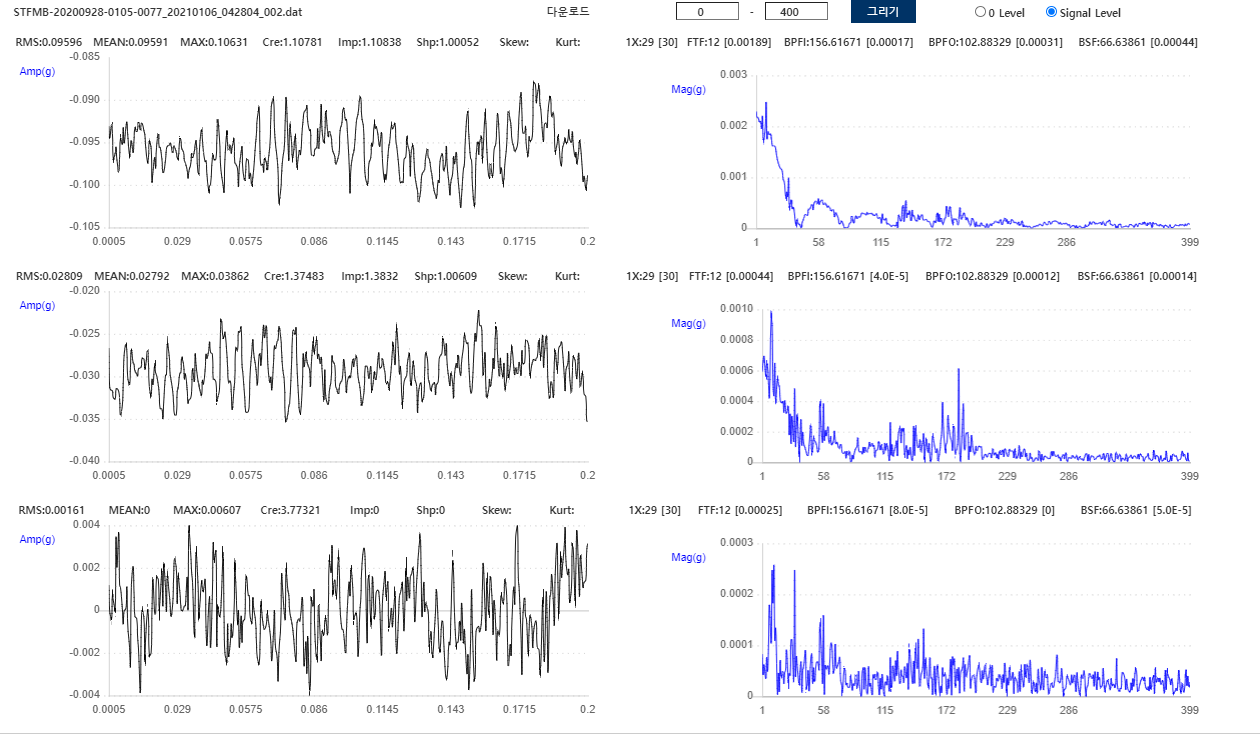 STFMB-20200928-0105-0077_20210106_042804_002.dat 다운로드 0 - 400 그리기 0 Level Signal Level
RMS:0.09596 MEAN:0.09591 MAX:0.10631 Cre:1.10781 Imp:1.10838 Shp:1.00052 Skew: Kurt:
Amp(g)
-0.085
-0.090
-0.095
-0.100
-0.105
0.0005 0.029 0.0575 0.086 0.1145 0.143 0.1715 0.2
1X:29 [30] FTF:12 [0.00189] BPFI:156.61671 [0.00017] BPFO:102.88329 [0.00031] BSF:66.63861 [0.00044]
Mag(g)
0.003
0.002
0.001
0
1 58 115 172 229 286 399
RMS:0.02809 MEAN:0.02792 MAX:0.03862 Cre:1.37483 Imp:1.3832 Shp:1.00609 Skew: Kurt:
Amp(g)
-0.020
-0.025
-0.030
-0.035
-0.040
0.0005 0.029 0.0575 0.086 0.1145 0.143 0.1715 0.2
1X:29 [30] FTF:12 [0.00044] BPFI:156.61671 [4.0E-5] BPFO:102.88329 [0.00012] BSF:66.63861 [0.00014]
Mag(g)
0.0010
0.0008
0.0006
0.0004
0.0002
0
1 58 115 172 229 286 399
RMS:0.00161 MEAN:0 MAX:0.00607 Cre:3.77321 Imp:0 Shp:0 Skew: Kurt:
Amp(g)
0.004
0.002
0
-0.002
-0.004
0.0005 0.029 0.0575 0.086 0.1145 0.143 0.1715 0.2
1X:29 [30] FTF:12 [0.00025] BPFI:156.61671 [8.0E-5] BPFO:102.88329 [0] BSF:66.63861 [5.0E-5]
Mag(g)
0.0003
0.0002
0.0001
0
1 58 115 172 229 286 399